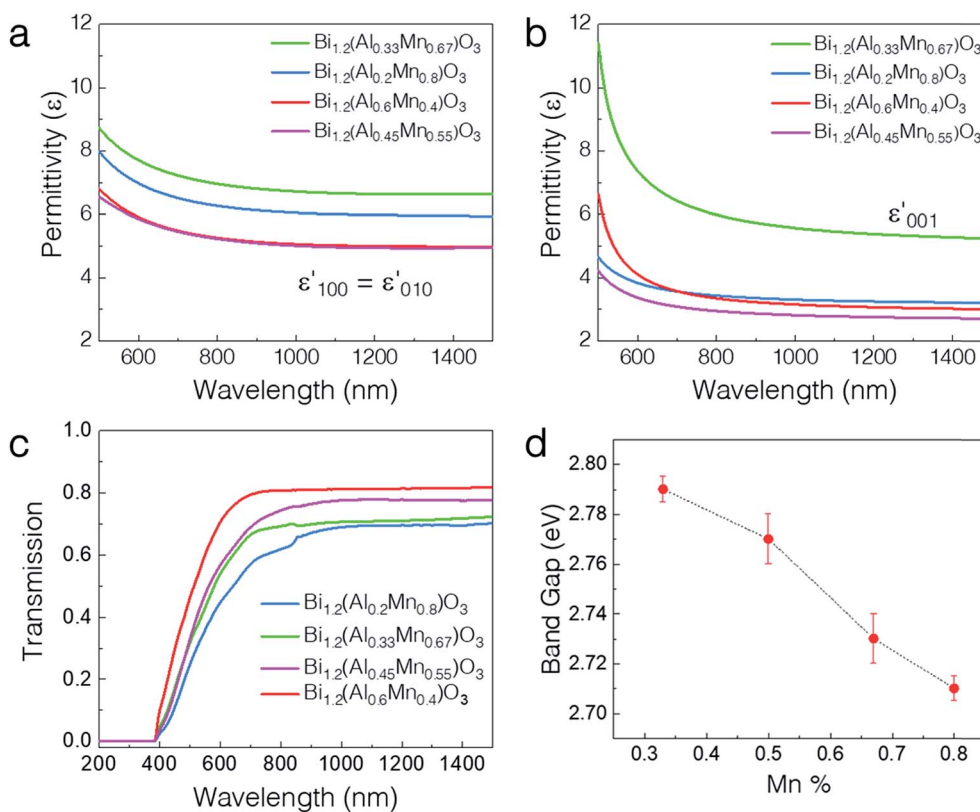 a
12
10
8
6
4
2
Permittivity (ε)
Bi₁.₂(Al₀.₃₃Mn₀.₆₇)O₃
Bi₁.₂(Al₀.₂Mn₀.₈)O₃
Bi₁.₂(Al₀.₆Mn₀.₄)O₃
Bi₁.₂(Al₀.₄₅Mn₀.₅₅)O₃
ε'₁₀₀ = ε'₀₁₀
600 800 1000 1200 1400
Wavelength (nm)
b
12
10
8
6
4
2
Permittivity (ε)
Bi₁.₂(Al₀.₃₃Mn₀.₆₇)O₃
Bi₁.₂(Al₀.₂Mn₀.₈)O₃
Bi₁.₂(Al₀.₆Mn₀.₄)O₃
Bi₁.₂(Al₀.₄₅Mn₀.₅₅)O₃
ε'₀₀₁
600 800 1000 1200 1400
Wavelength (nm)
c
1.0
0.8
0.6
0.4
0.2
0.0
Transmission
Bi₁.₂(Al₀.₂Mn₀.₈)O₃
Bi₁.₂(Al₀.₃₃Mn₀.₆₇)O₃
Bi₁.₂(Al₀.₄₅Mn₀.₅₅)O₃
Bi₁.₂(Al₀.₆Mn₀.₄)O₃
200 400 600 800 1000 1200 1400
Wavelength (nm)
d
2.80
2.78
2.76
2.74
2.72
2.70
Band Gap (eV)
0.3 0.4 0.5 0.6 0.7 0.8
Mn %